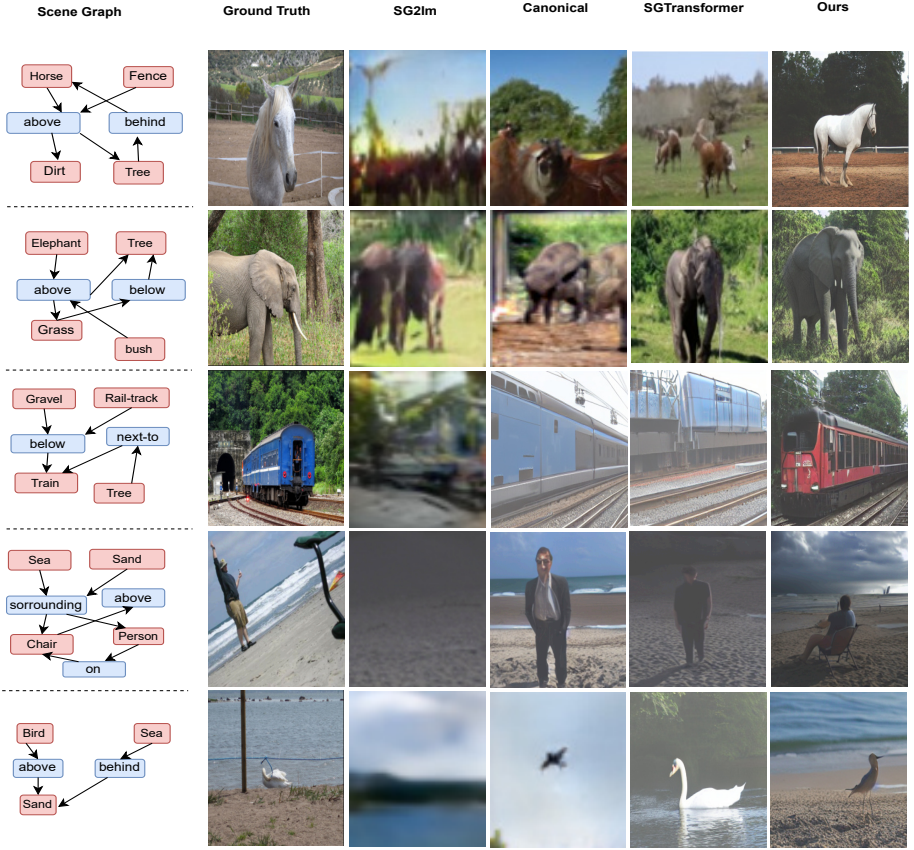 Scene Graph Ground Truth SG2Im Canonical SGTransformer Ours
Horse Fence
above behind
Dirt Tree
Elephant Tree
above below
Grass
bush
Gravel Rail-track
below next-to
Train
Tree
Sea Sand
above
sorrounding
Person
Chair
on
Bird Sea
above behind
Sand